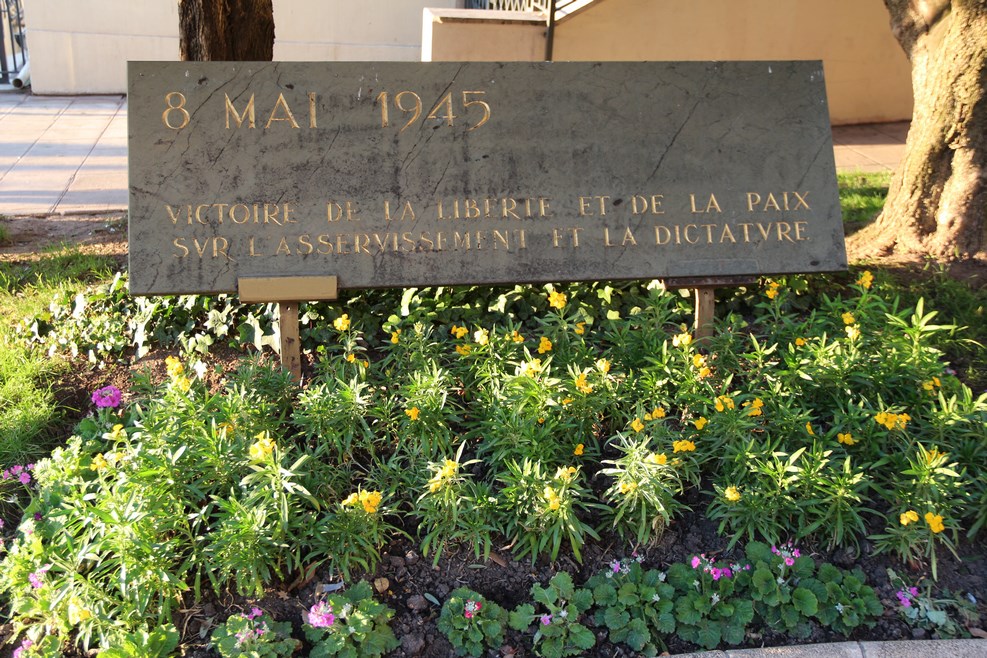 8 MAI 1945
VICTOIRE DE LA LIBERTE ET DE LA PAIX
SVR L'ASSERVISSEMENT ET LA DICTATVRE.